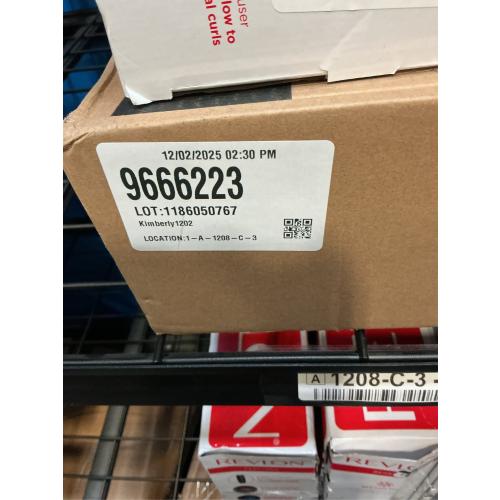 user
low to
al curls
12/02/2025 02:30 PM
9666223
LOT:1186050767
Kimberly1202
LOCATION:1-A-1208-C-3
A 1208-C-3 -
REVLON
REVLON